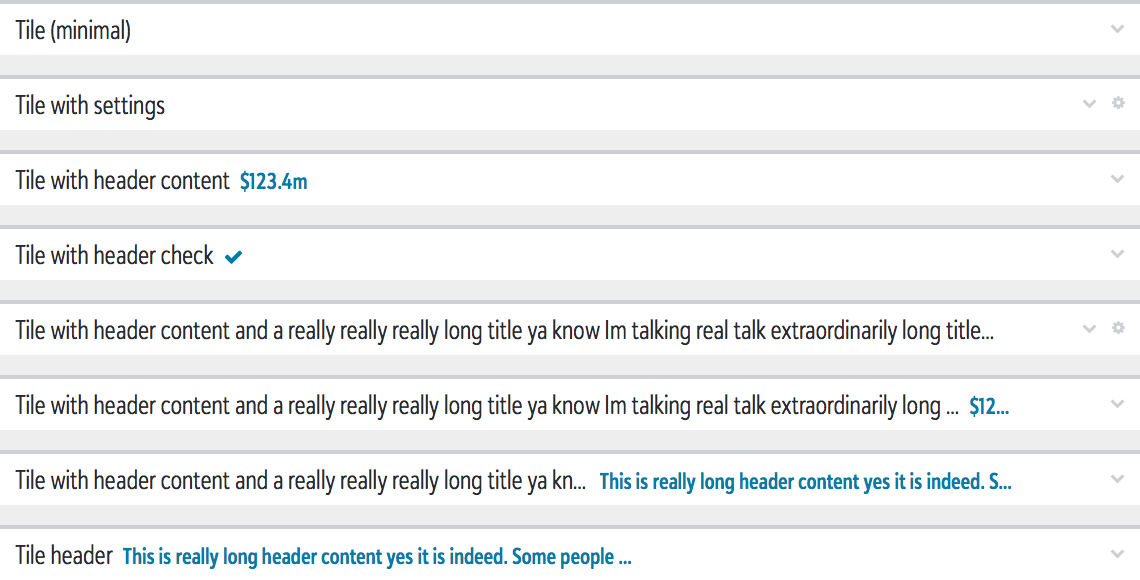 Tile (minimal)
Tile with settings
Tile with header content $123.4m
Tile with header check
Tile with header content and a really really really long title ya know Im talking real talk extraordinarily long title...
Tile with header content and a really really really long title ya know Im talking real talk extraordinarily long ... $12...
Tile with header content and a really really really long title ya kn... This is really long header content yes it is indeed. S...
Tile header This is really long header content yes it is indeed. Some people ...